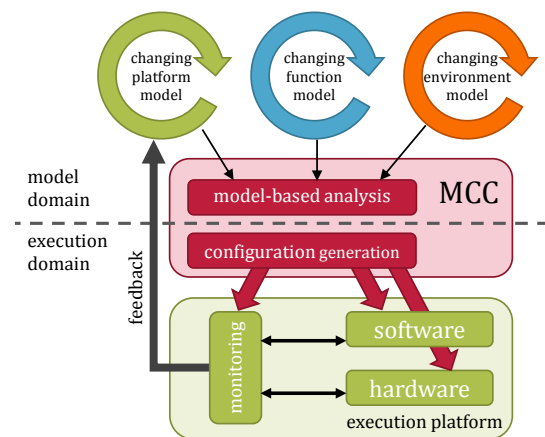 changing
platform
model
changing
function
model
changing
environment
model
model
domain
model-based analysis
MCC
execution
domain
configuration generation
feedback
monitoring
software
hardware
execution platform